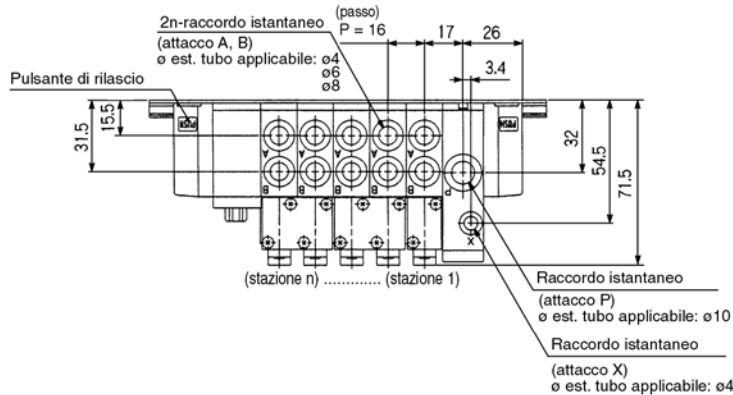 2n-raccordo istantaneo
(attacco A, B)
ø est. tubo applicabile: ø4
ø6
ø8
(passo)
P = 16
17
26
3.4
Pulsante di rilascio
PUSH
PUSH
31.5
15.5
32
54.5
71.5
A
A
A
A
A
B
B
B
B
B
P
X
(stazione n) ............. (stazione 1)
Raccordo istantaneo
(attacco P)
ø est. tubo applicabile: ø10
Raccordo istantaneo
(attacco X)
ø est. tubo applicabile: ø4